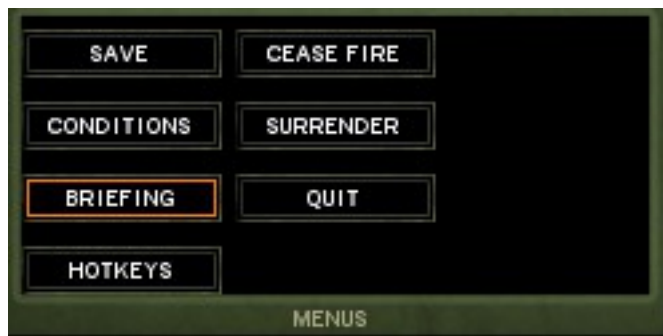 SAVE
CEASE FIRE
CONDITIONS
SURRENDER
BRIEFING
QUIT
HOTKEYS
MENUS